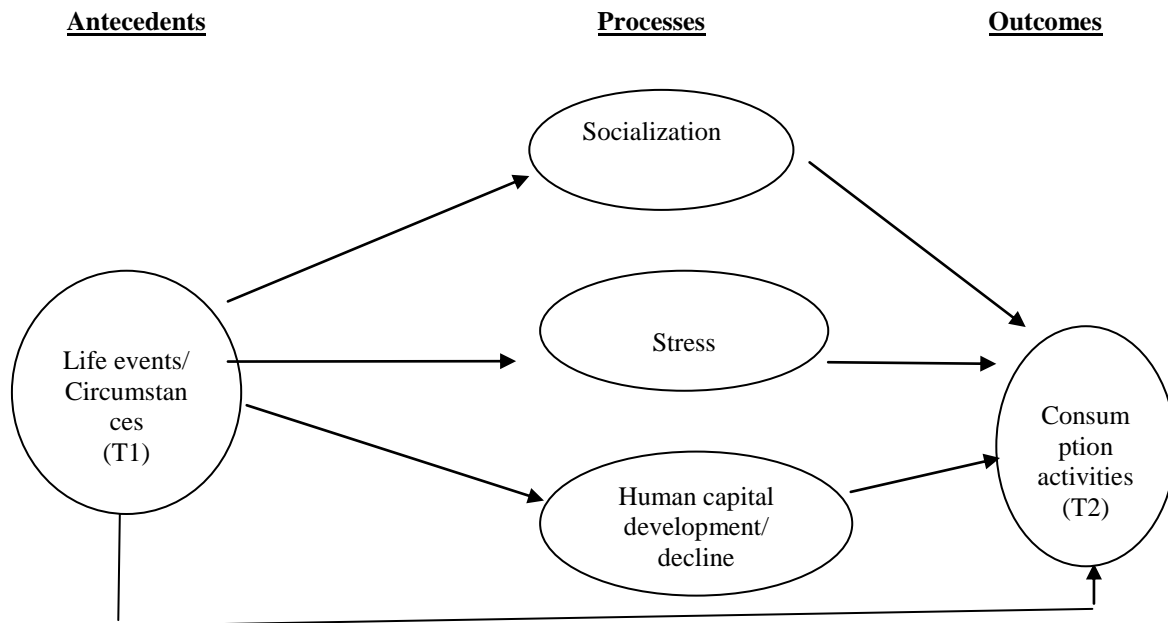 Antecedents
Processes
Outcomes
Socialization
Life events/
Circumstan
ces
(T1)
Stress
Human capital
development/
decline
Consum
ption
activities
(T2)